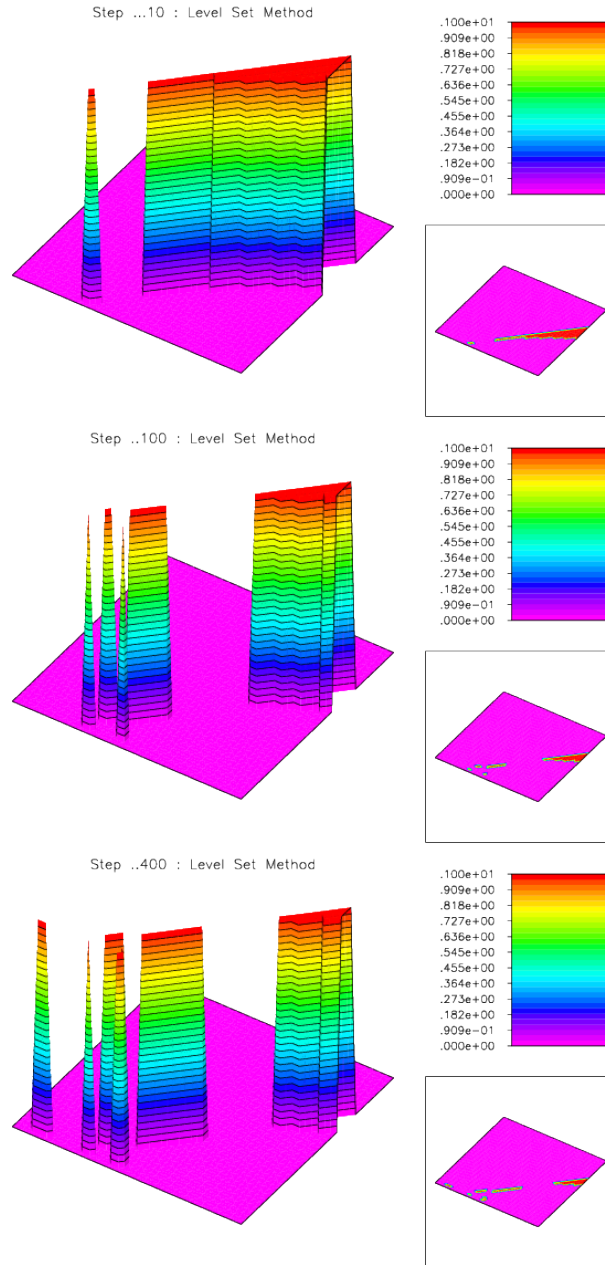 Step ...10 : Level Set Method
.100e+01
.909e+00
.818e+00
.727e+00
.636e+00
.545e+00
.455e+00
.364e+00
.273e+00
.182e+00
.909e-01
.000e+00
Step ..100 : Level Set Method
.100e+01
.909e+00
.818e+00
.727e+00
.636e+00
.545e+00
.455e+00
.364e+00
.273e+00
.182e+00
.909e-01
.000e+00
Step ..400 : Level Set Method
.100e+01
.909e+00
.818e+00
.727e+00
.636e+00
.545e+00
.455e+00
.364e+00
.273e+00
.182e+00
.909e-01
.000e+00